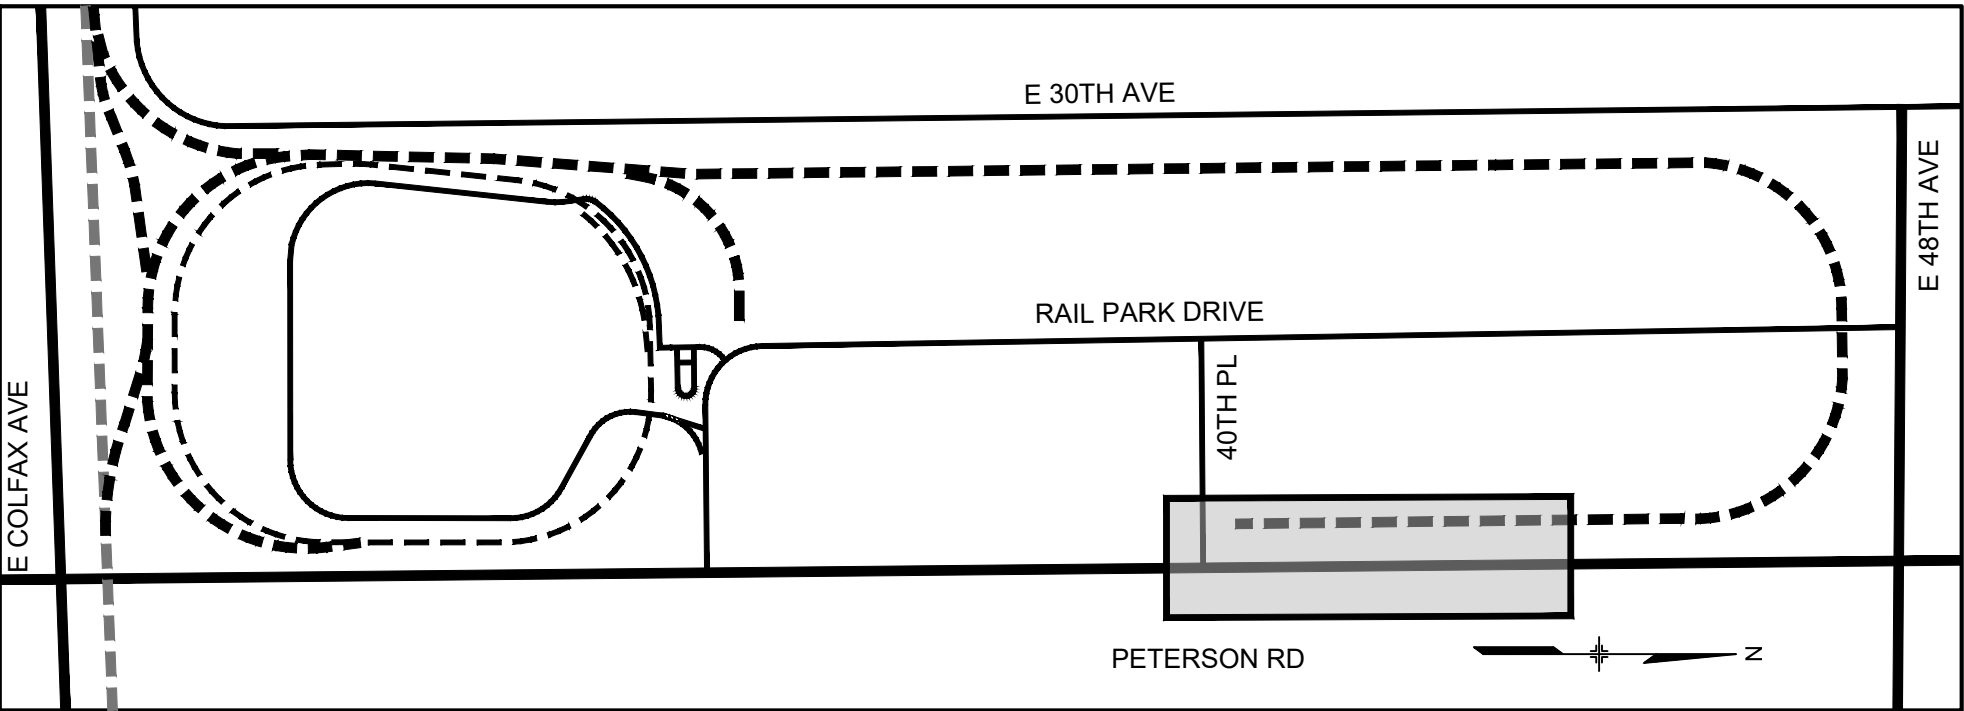 E 30TH AVE
E 48TH AVE
RAIL PARK DRIVE
40TH PL
E COLFAX AVE
PETERSON RD
N